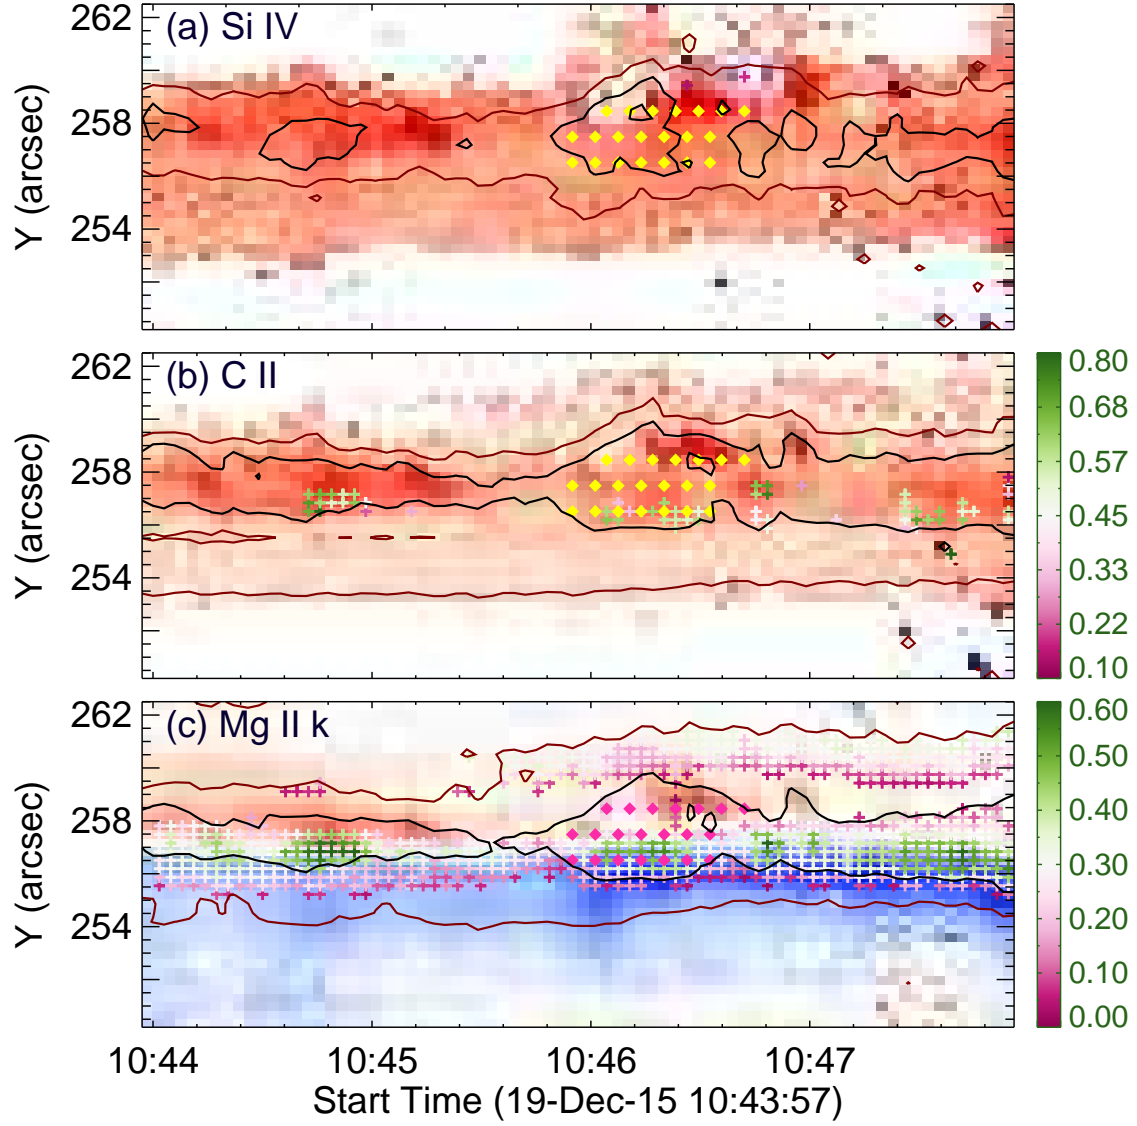 262
(a) Si IV
258
254
Y (arcsec)
262
(b) C II
258
254
Y (arcsec)
0.80
0.68
0.57
0.45
0.33
0.22
0.10
262
(c) Mg II k
258
254
Y (arcsec)
0.60
0.50
0.40
0.30
0.20
0.10
0.00
10:44 10:45 10:46 10:47
Start Time (19-Dec-15 10:43:57)